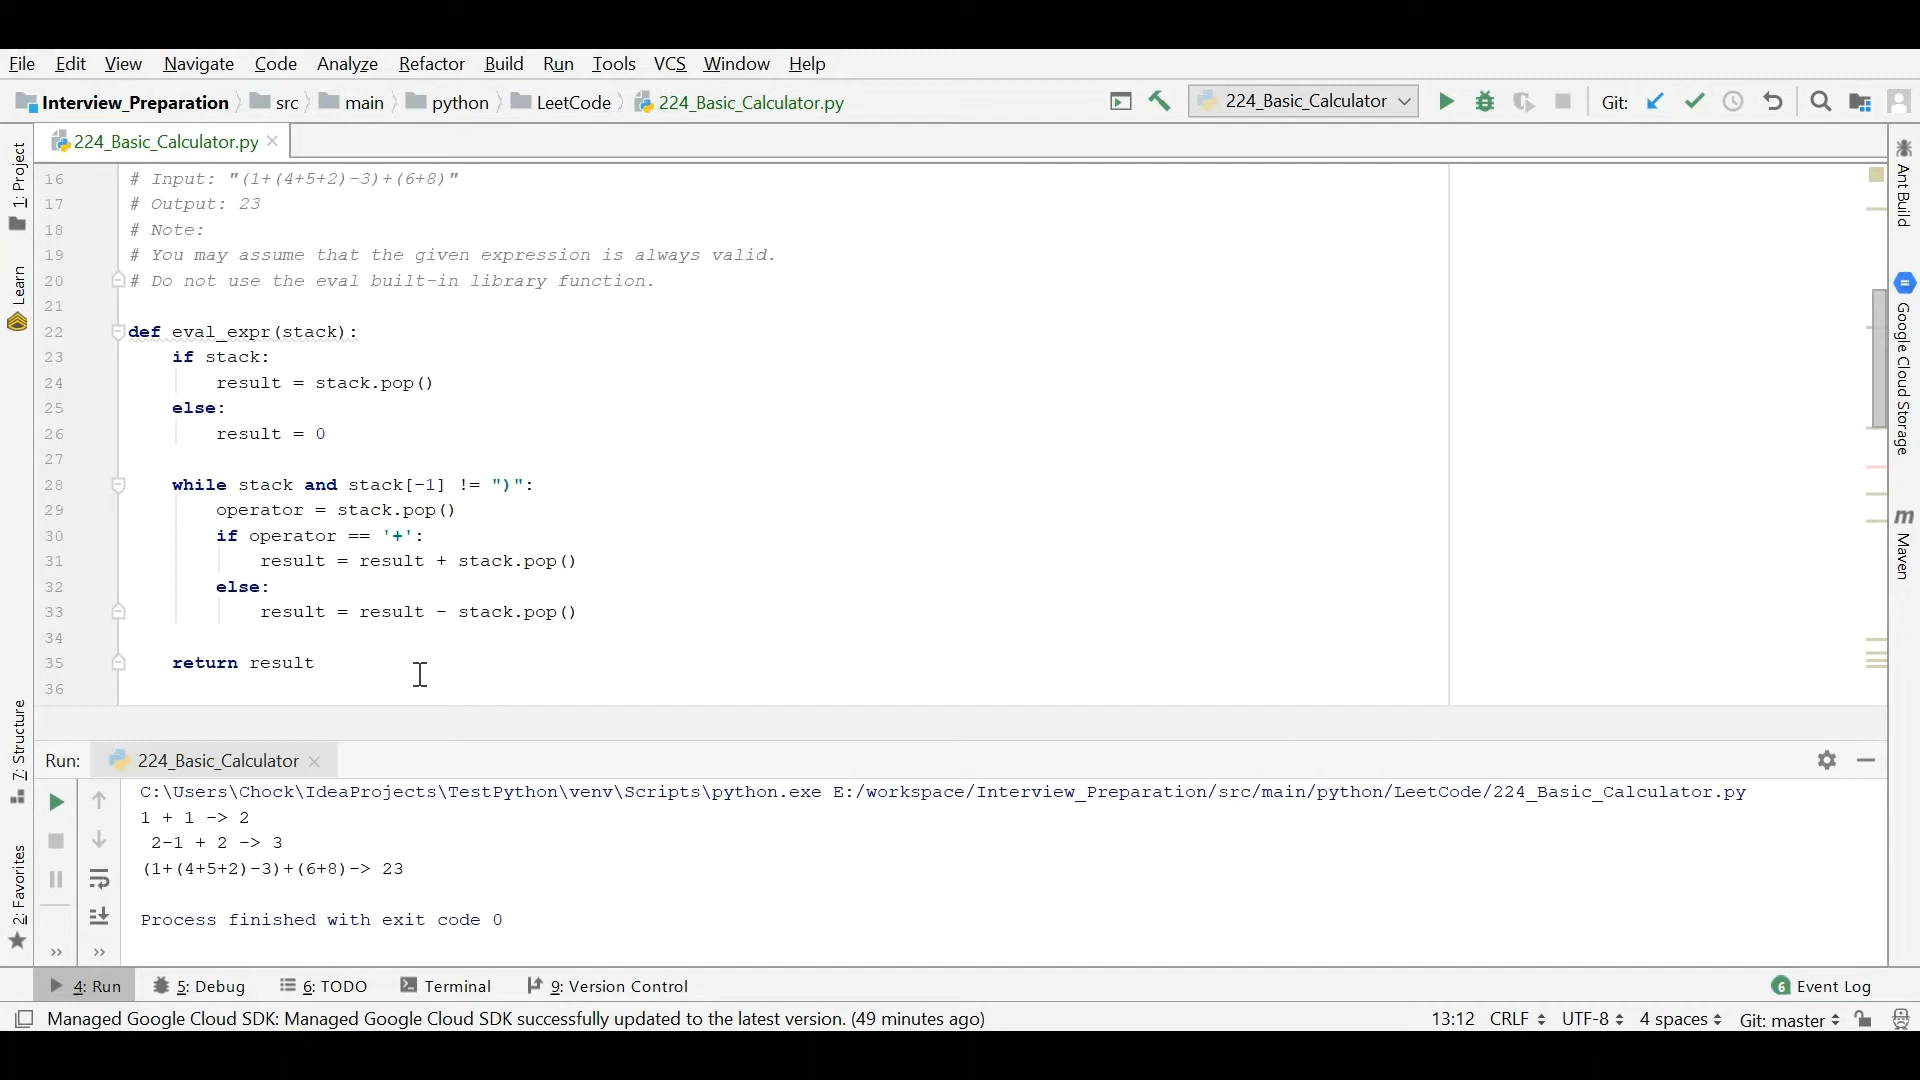 File Edit View Navigate Code Analyze Refactor Build Run Tools VCS Window Help
Interview_Preparation src main python LeetCode 224_Basic_Calculator.py 224_Basic_Calculator Git:
224_Basic_Calculator.py
16 # Input: "(1+(4+5+2)-3)+(6+8)"
17 # Output: 23
18 # Note:
19 # You may assume that the given expression is always valid.
20 # Do not use the eval built-in library function.
21
22 def eval_expr(stack):
23 if stack:
24 result = stack.pop()
25 else:
26 result = 0
27
28 while stack and stack[-1] != ")":
29 operator = stack.pop()
30 if operator == '+':
31 result = result + stack.pop()
32 else:
33 result = result - stack.pop()
34
35 return result
36
1: Project
Learn
7: Structure
2: Favorites
Ant Build
Google Cloud Storage
m Maven
Run: 224_Basic_Calculator
C:\Users\Chock\IdeaProjects\TestPython\venv\Scripts\python.exe E:/workspace/Interview_Preparation/src/main/python/LeetCode/224_Basic_Calculator.py
1 + 1 -> 2
2-1 + 2 -> 3
(1+(4+5+2)-3)+(6+8)-> 23
Process finished with exit code 0
4: Run 5: Debug 6: TODO Terminal 9: Version Control 6 Event Log
Managed Google Cloud SDK: Managed Google Cloud SDK successfully updated to the latest version. (49 minutes ago) 13:12 CRLF UTF-8 4 spaces Git: master